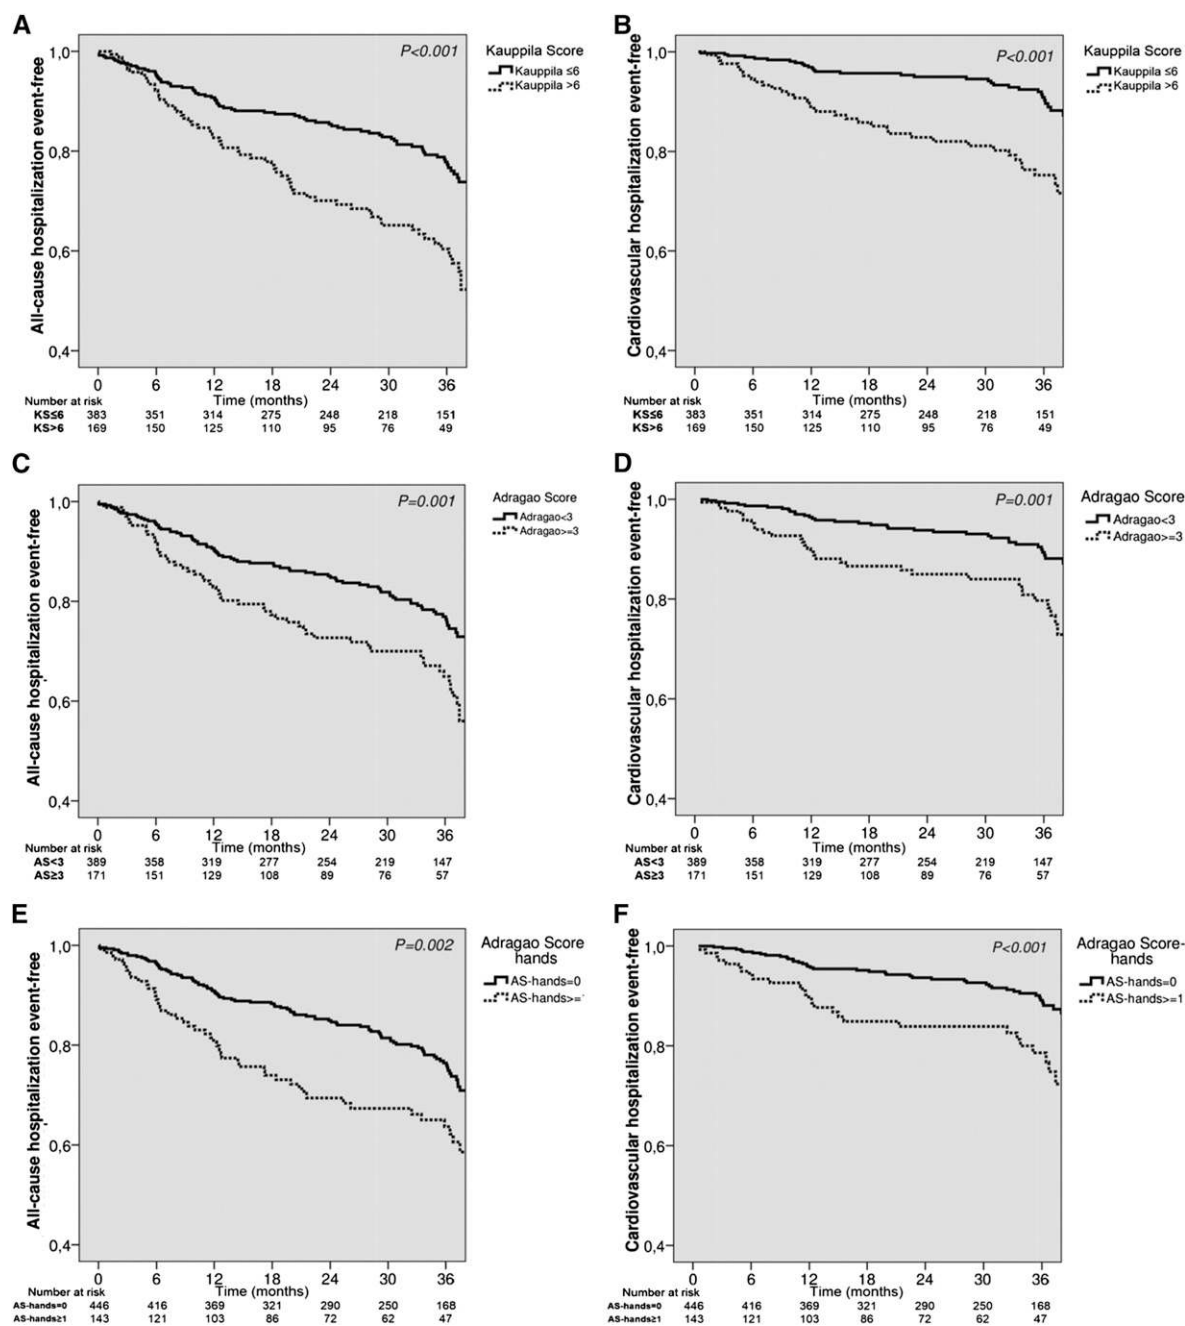 A
All-cause hospitalization event-free
1,0
0,8
0,6
0,4
P<0.001
Kauppila Score
Kauppila ≤6
Kauppila >6
0 6 12 18 24 30 36
Number at risk Time (months)
KS≤6 383 351 314 275 248 218 151
KS>6 169 150 125 110 95 76 49
B
Cardiovascular hospitalization event-free
1,0
0,8
0,6
0,4
P<0.001
Kauppila Score
Kauppila ≤6
Kauppila >6
0 6 12 18 24 30 36
Number at risk Time (months)
KS≤6 383 351 314 275 248 218 151
KS>6 169 150 125 110 95 76 49
C
All-cause hospitalization event-free
1,0
0,8
0,6
0,4
P=0.001
Adragao Score
Adragao<3
Adragao>=3
0 6 12 18 24 30 36
Number at risk Time (months)
AS<3 389 358 319 277 254 219 147
AS≥3 171 151 129 108 89 76 57
D
Cardiovascular hospitalization event-free
1,0
0,8
0,6
0,4
P=0.001
Adragao Score
Adragao<3
Adragao>=3
0 6 12 18 24 30 36
Number at risk Time (months)
AS<3 389 358 319 277 254 219 147
AS≥3 171 151 129 108 89 76 57
E
All-cause hospitalization event-free
1,0
0,8
0,6
0,4
P=0.002
Adragao Score
hands
AS-hands=0
AS-hands>=
0 6 12 18 24 30 36
Number at risk Time (months)
AS-hands=0 446 416 369 321 290 250 168
AS-hands≥1 143 121 103 86 72 62 47
F
Cardiovascular hospitalization event-free
1,0
0,8
0,6
0,4
P<0.001
Adragao Score-
hands
AS-hands=0
AS-hands>=1
0 6 12 18 24 30 36
Number at risk Time (months)
AS-hands=0 446 416 369 321 290 250 168
AS-hands≥1 143 121 103 86 72 62 47